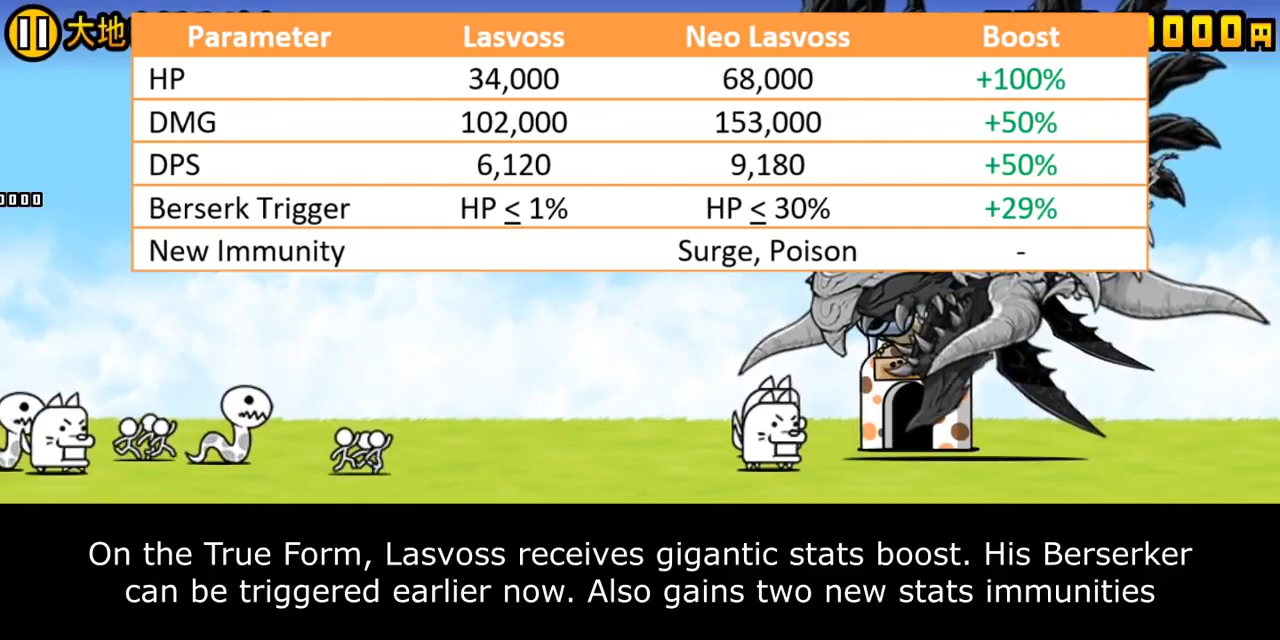 大地
000円
Parameter Lasvoss Neo Lasvoss Boost
HP 34,000 68,000 +100%
DMG 102,000 153,000 +50%
DPS 6,120 9,180 +50%
0000
Berserk Trigger HP ≤ 1% HP ≤ 30% +29%
New Immunity Surge, Poison -
On the True Form, Lasvoss receives gigantic stats boost. His Berserker
can be triggered earlier now. Also gains two new stats immunities